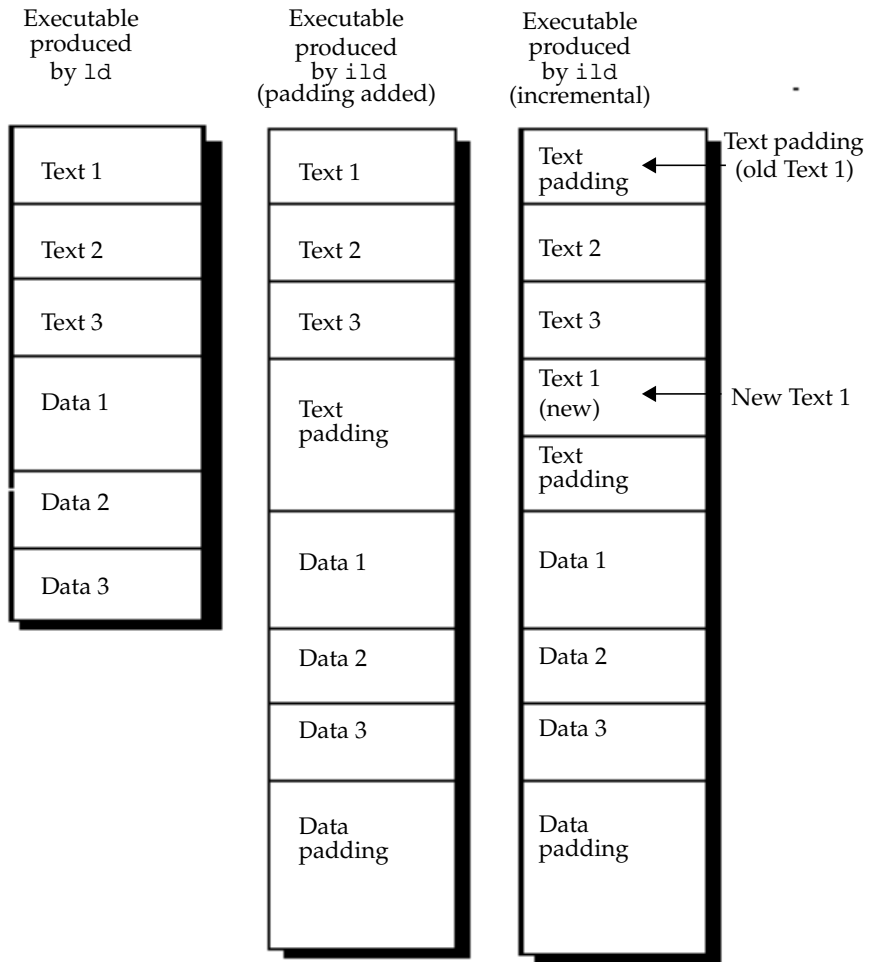 Executable
produced
by ld
Text 1
Text 2
Text 3
Data 1
Data 2
Data 3
Executable
produced
by ild
(padding added)
Text 1
Text 2
Text 3
Text
padding
Data 1
Data 2
Data 3
Data
padding
Executable
produced
by ild
(incremental)
Text
padding
Text 2
Text 3
Text 1
(new)
Text
padding
Data 1
Data 2
Data 3
Data
padding
Text padding
(old Text 1)
New Text 1